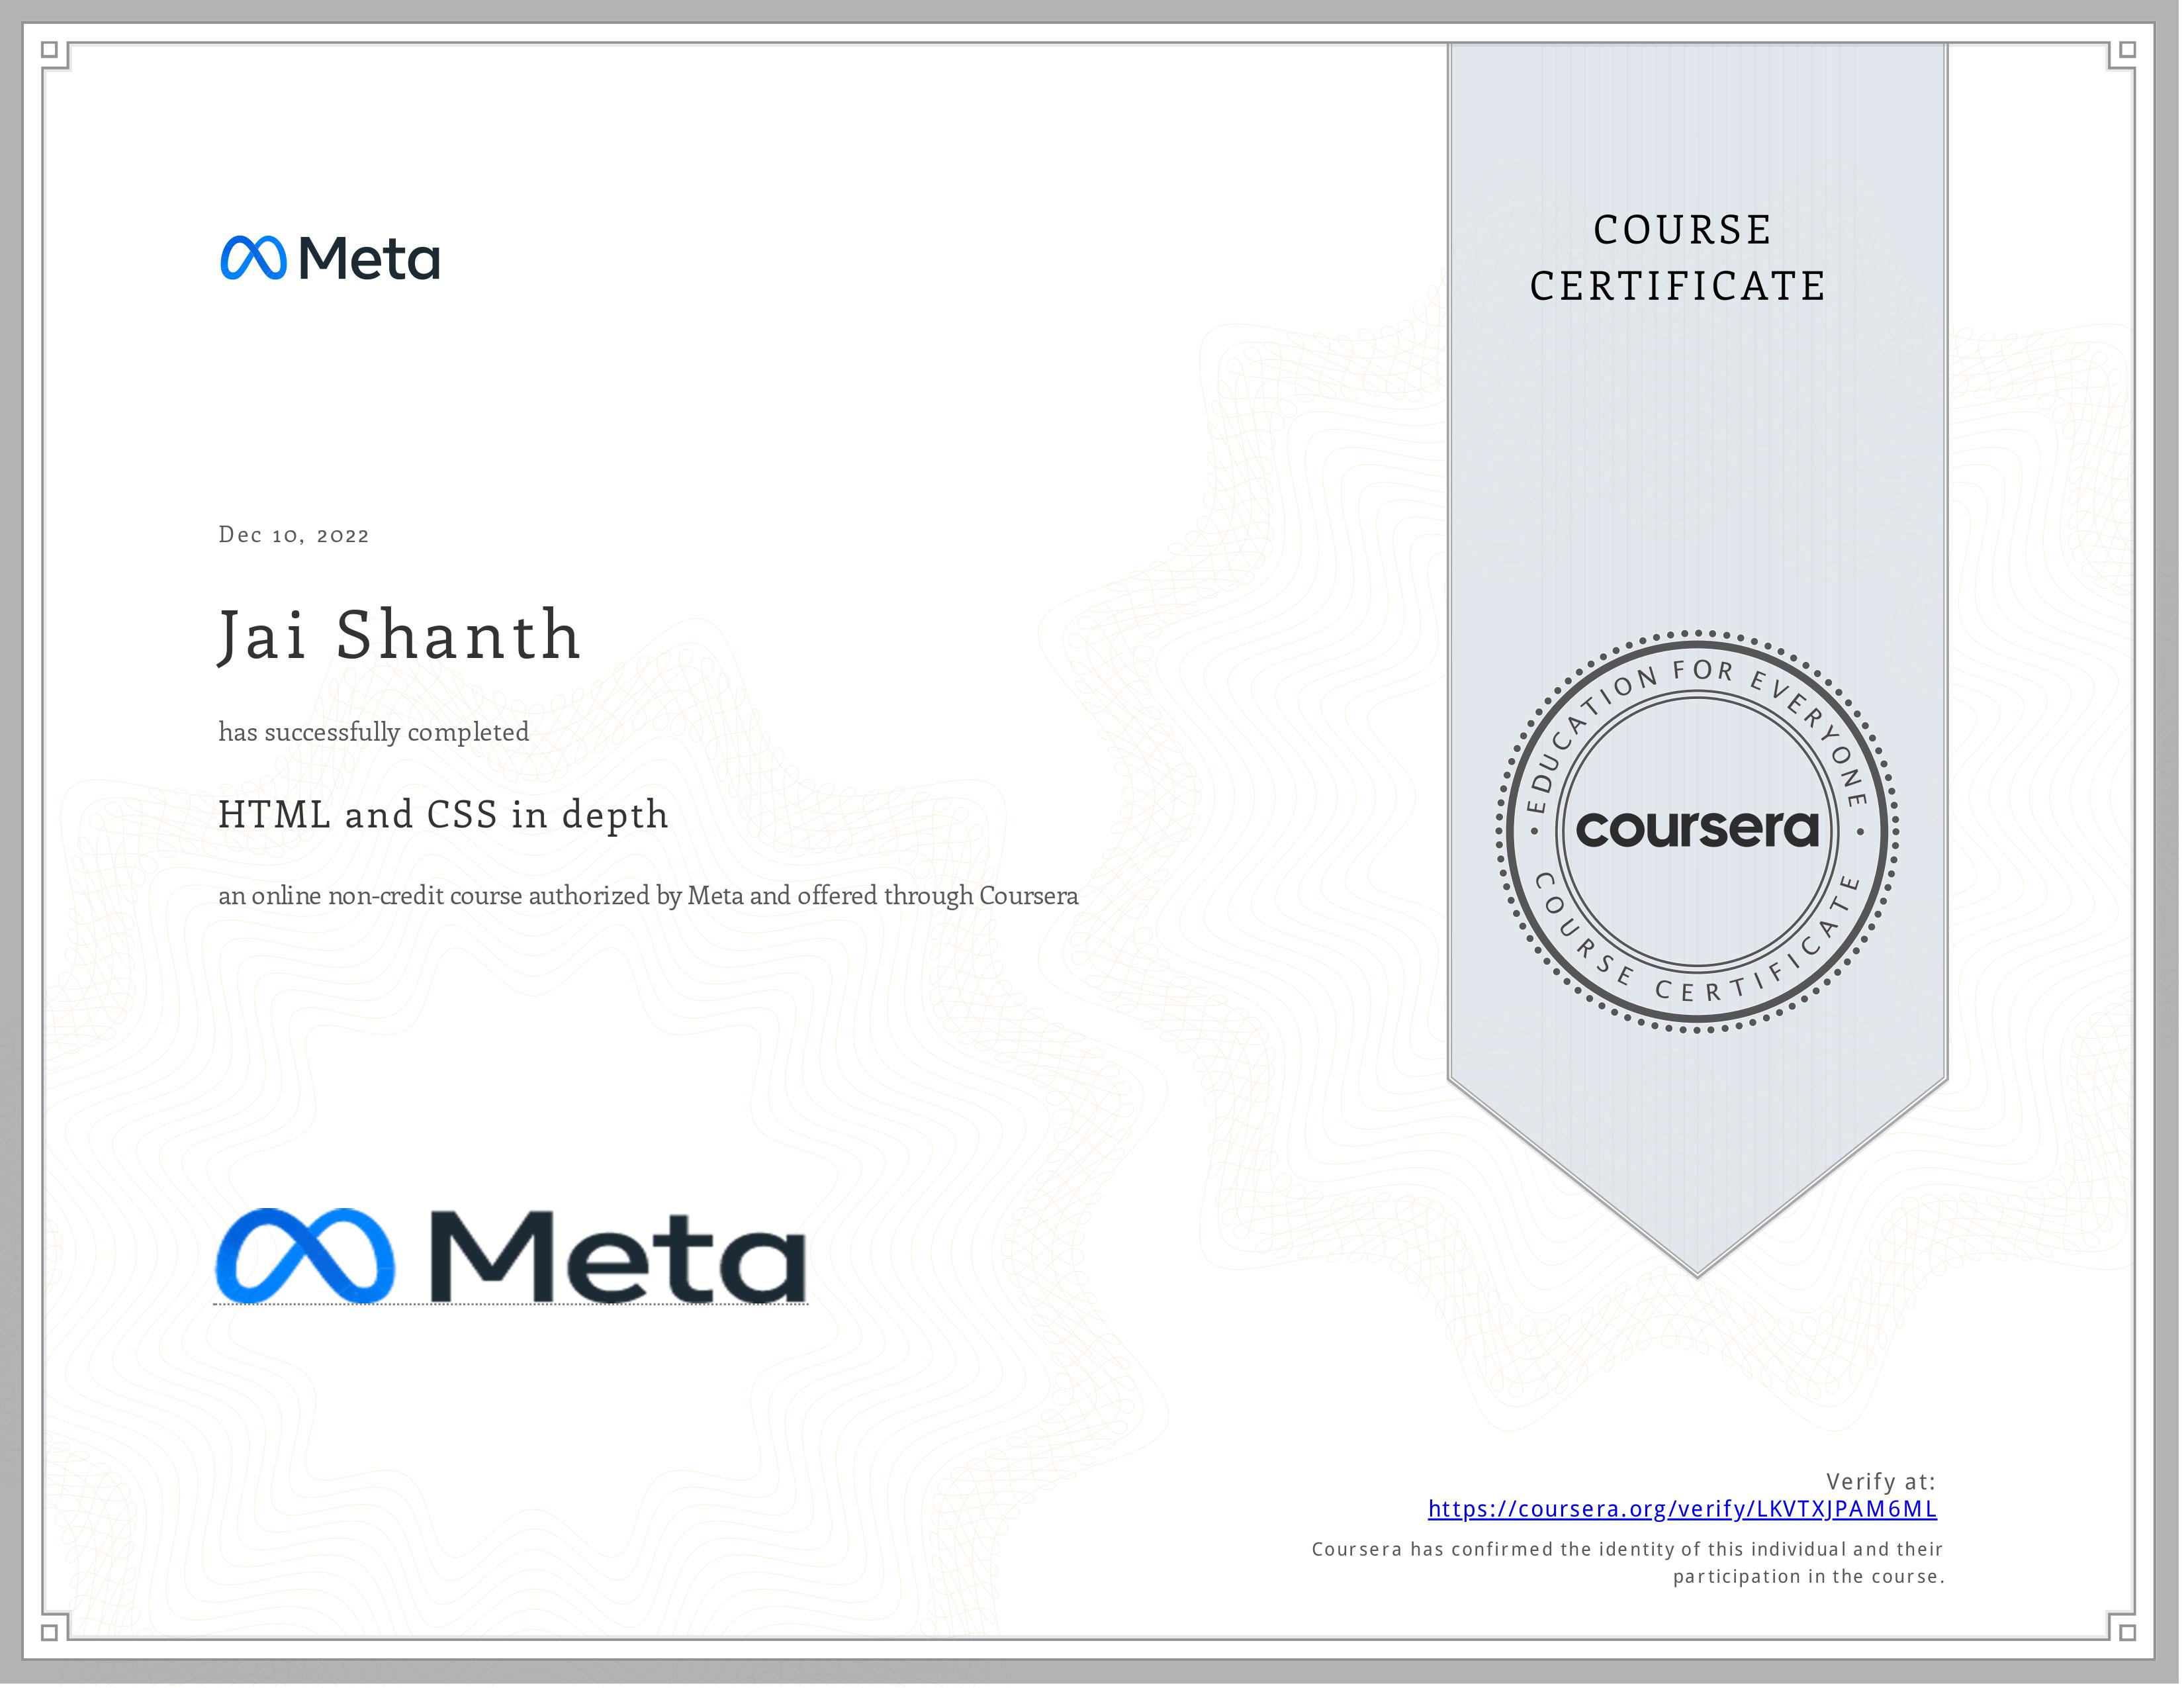 Meta
COURSE
CERTIFICATE
Dec 10, 2022
Jai Shanth
has successfully completed
HTML and CSS in depth
an online non-credit course authorized by Meta and offered through Coursera
EDUCATION FOR EVERYONE
coursera
COURSE CERTIFICATE
Meta
Verify at:
https://coursera.org/verify/LKVTXJPAM6ML
Coursera has confirmed the identity of this individual and their
participation in the course.